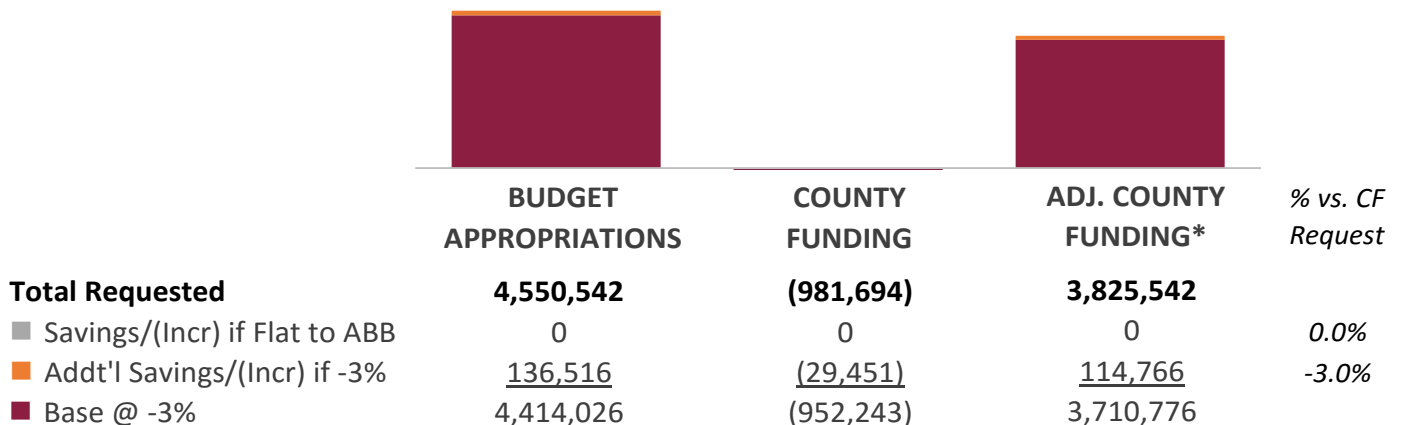 BUDGET APPROPRIATIONS COUNTY FUNDING ADJ. COUNTY FUNDING* % vs. CF Request
Total Requested 4,550,542 (981,694) 3,825,542
Savings/(Incr) if Flat to ABB 0 0 0 0.0%
Addt'l Savings/(Incr) if -3% 136,516 (29,451) 114,766 -3.0%
Base @ -3% 4,414,026 (952,243) 3,710,776